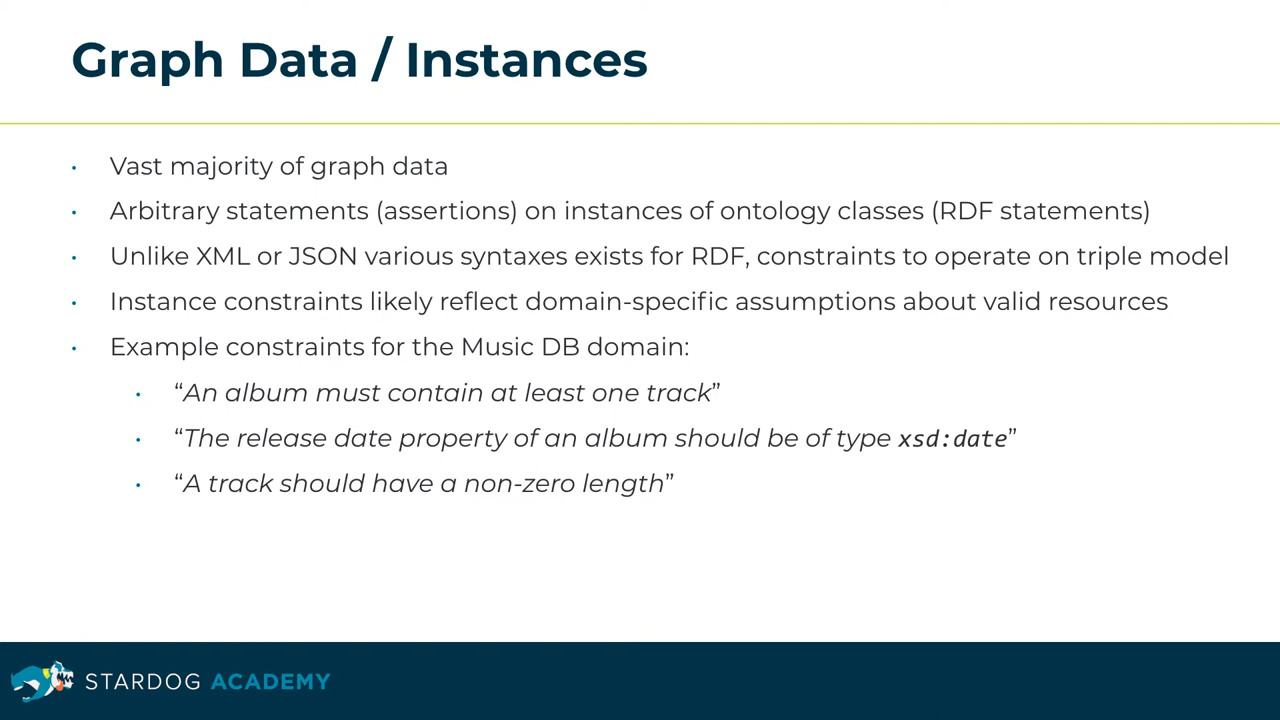 Graph Data / Instances
• Vast majority of graph data
• Arbitrary statements (assertions) on instances of ontology classes (RDF statements)
• Unlike XML or JSON various syntaxes exists for RDF, constraints to operate on triple model
• Instance constraints likely reflect domain-specific assumptions about valid resources
• Example constraints for the Music DB domain:
• “An album must contain at least one track”
• “The release date property of an album should be of type xsd:date”
• “A track should have a non-zero length”
STARDOG ACADEMY